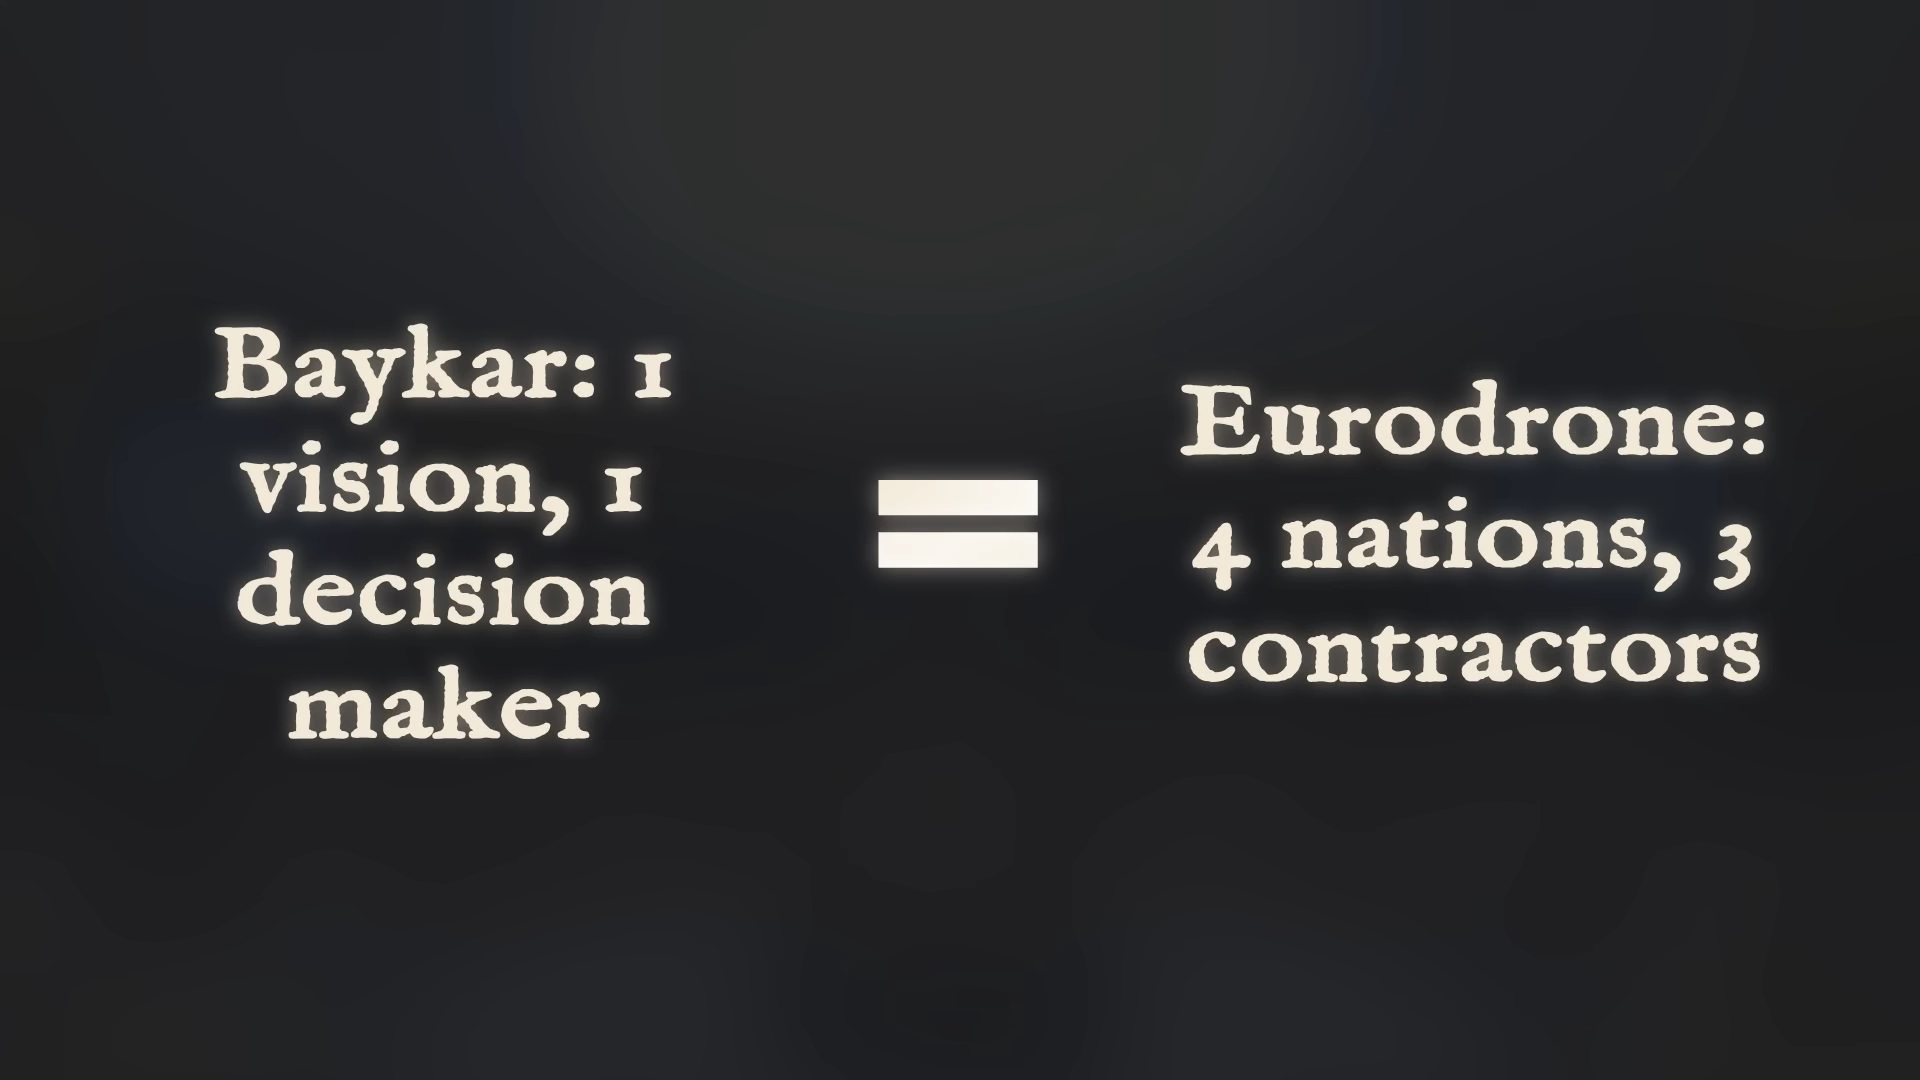 Baykar: 1
vision, 1
decision
maker
=
Eurodrone:
4 nations, 3
contractors